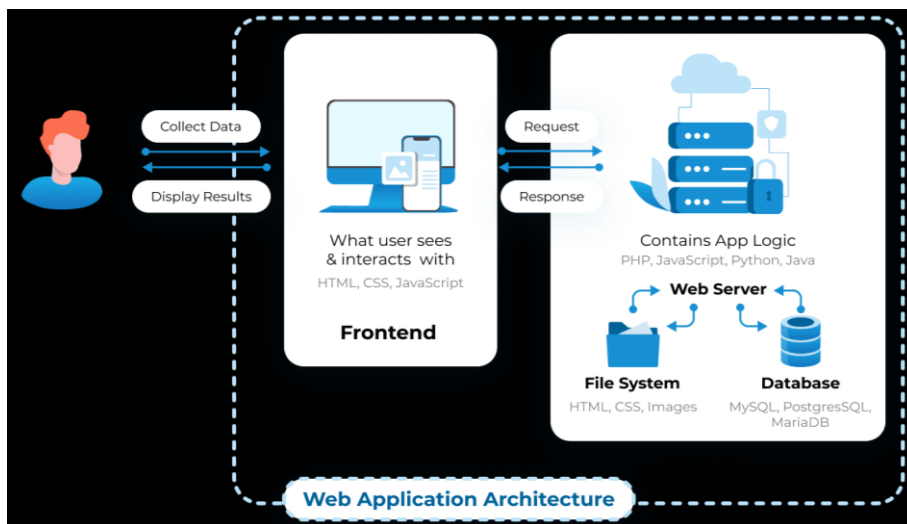 Collect Data
Display Results
What user sees
& interacts with
HTML, CSS, JavaScript
Frontend
Request
Response
Contains App Logic
PHP, JavaScript, Python, Java
Web Server
File System
HTML, CSS, Images
Database
MySQL, PostgresSQL,
MariaDB
Web Application Architecture